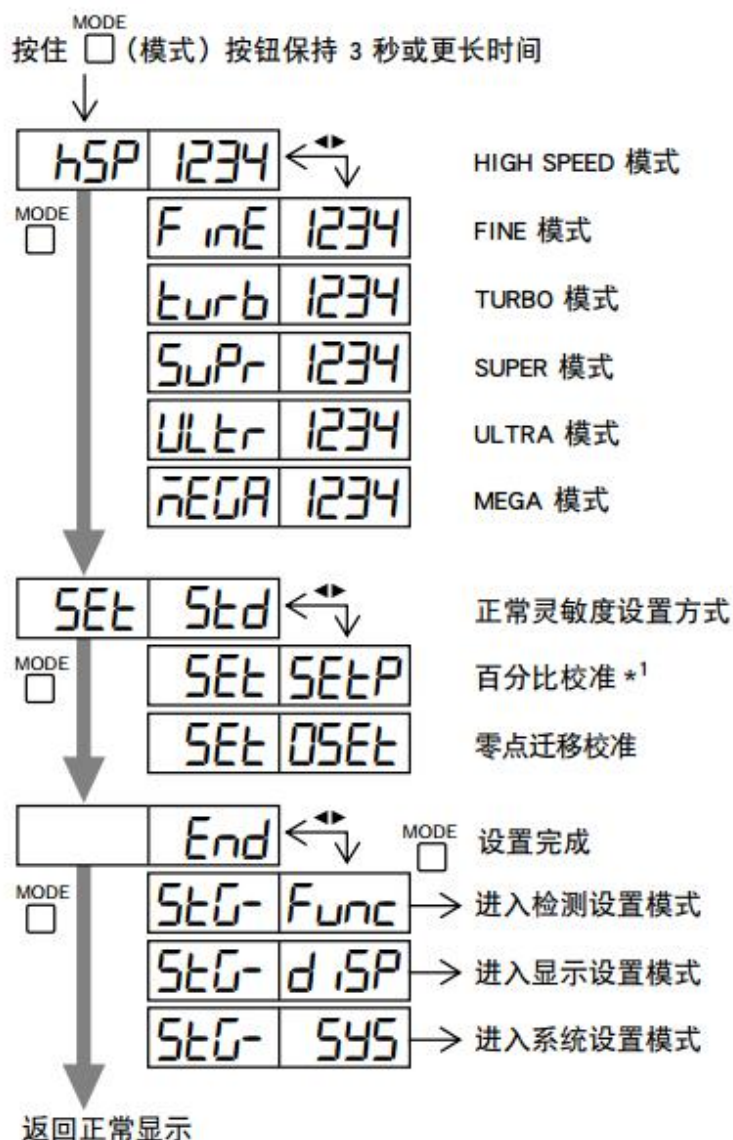 MODE
按住 □（模式）按钮保持 3 秒或更长时间
hSP 1234 HIGH SPEED 模式
MODE
FinE 1234 FINE 模式
turb 1234 TURBO 模式
SuPr 1234 SUPER 模式
ULtr 1234 ULTRA 模式
MEGA 1234 MEGA 模式
SEt Std 正常灵敏度设置方式
MODE
SEt SEtP 百分比校准 *1
SEt 0SEt 零点迁移校准
End MODE 设置完成
MODE
StG- Func 进入检测设置模式
StG- diSP 进入显示设置模式
StG- SYS 进入系统设置模式
返回正常显示